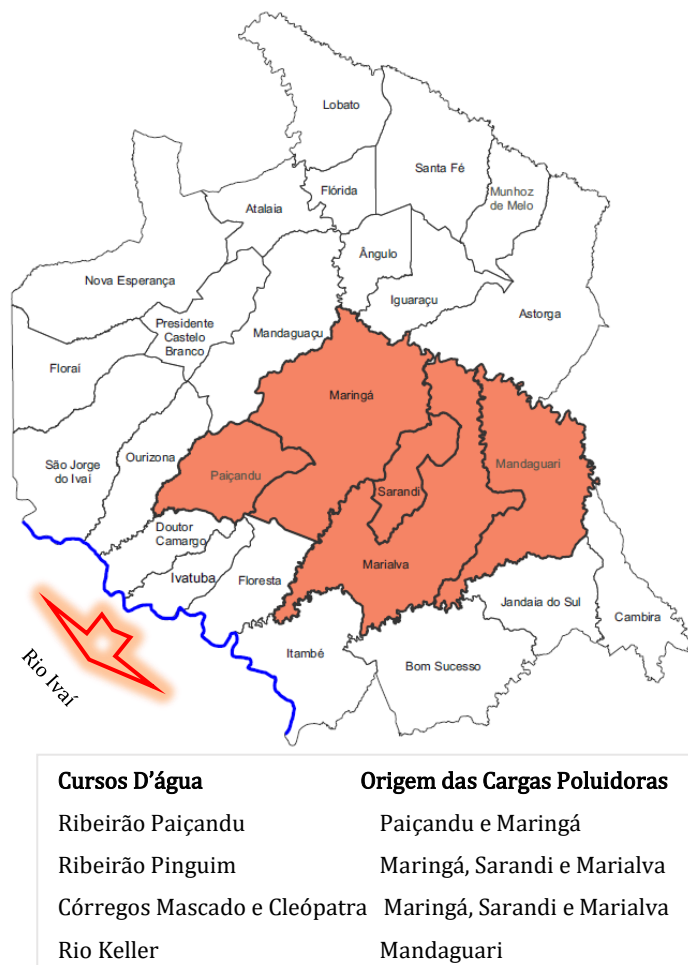 Lobato
Santa Fé
Flórida
Munhoz
de Melo
Atalaia
Ângulo
Nova Esperança
Iguaraçu
Astorga
Presidente
Castelo
Branco
Mandaguaçu
Floraí
Maringá
Ourizona
São Jorge
do Ivaí
Paiçandu
Mandaguari
Sarandi
Doutor
Camargo
Ivatuba
Floresta
Marialva
Jandaia do Sul
Cambira
Itambé
Bom Sucesso
Rio Ivaí
Cursos D’água Origem das Cargas Poluidoras
Ribeirão Paiçandu Paiçandu e Maringá
Ribeirão Pinguim Maringá, Sarandi e Marialva
Córregos Mascado e Cleópatra Maringá, Sarandi e Marialva
Rio Keller Mandaguari